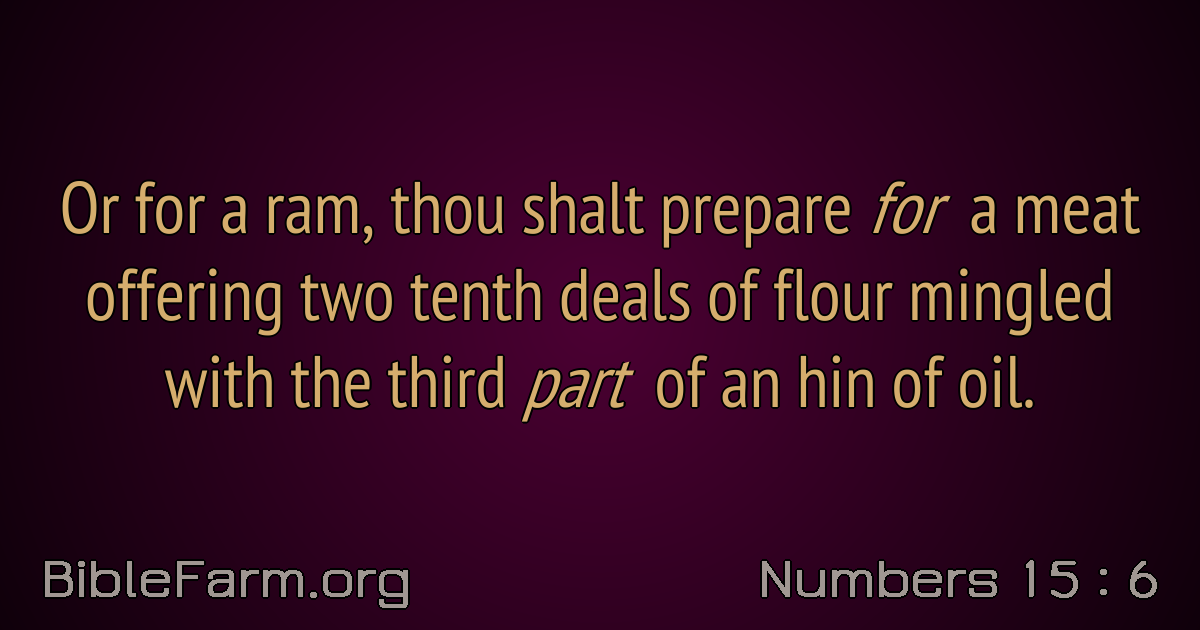 Or for a ram, thou shalt prepare for a meat
offering two tenth deals of flour mingled
with the third part of an hin of oil.
BibleFarm.org
Numbers 15 : 6